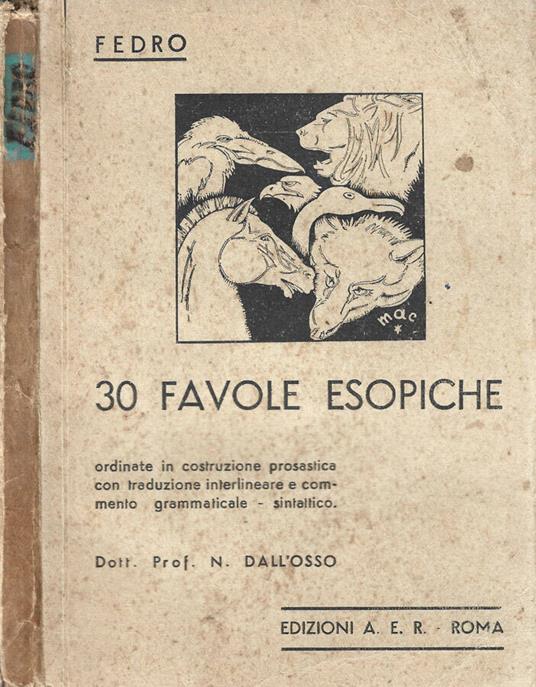 FEDRO
FEDRO
mac
30 FAVOLE ESOPICHE
ordinate in costruzione prosastica
con traduzione interlineare e com-
mento grammaticale - sintattico.
Dott. Prof. N. DALL'OSSO
EDIZIONI A. E. R. - ROMA